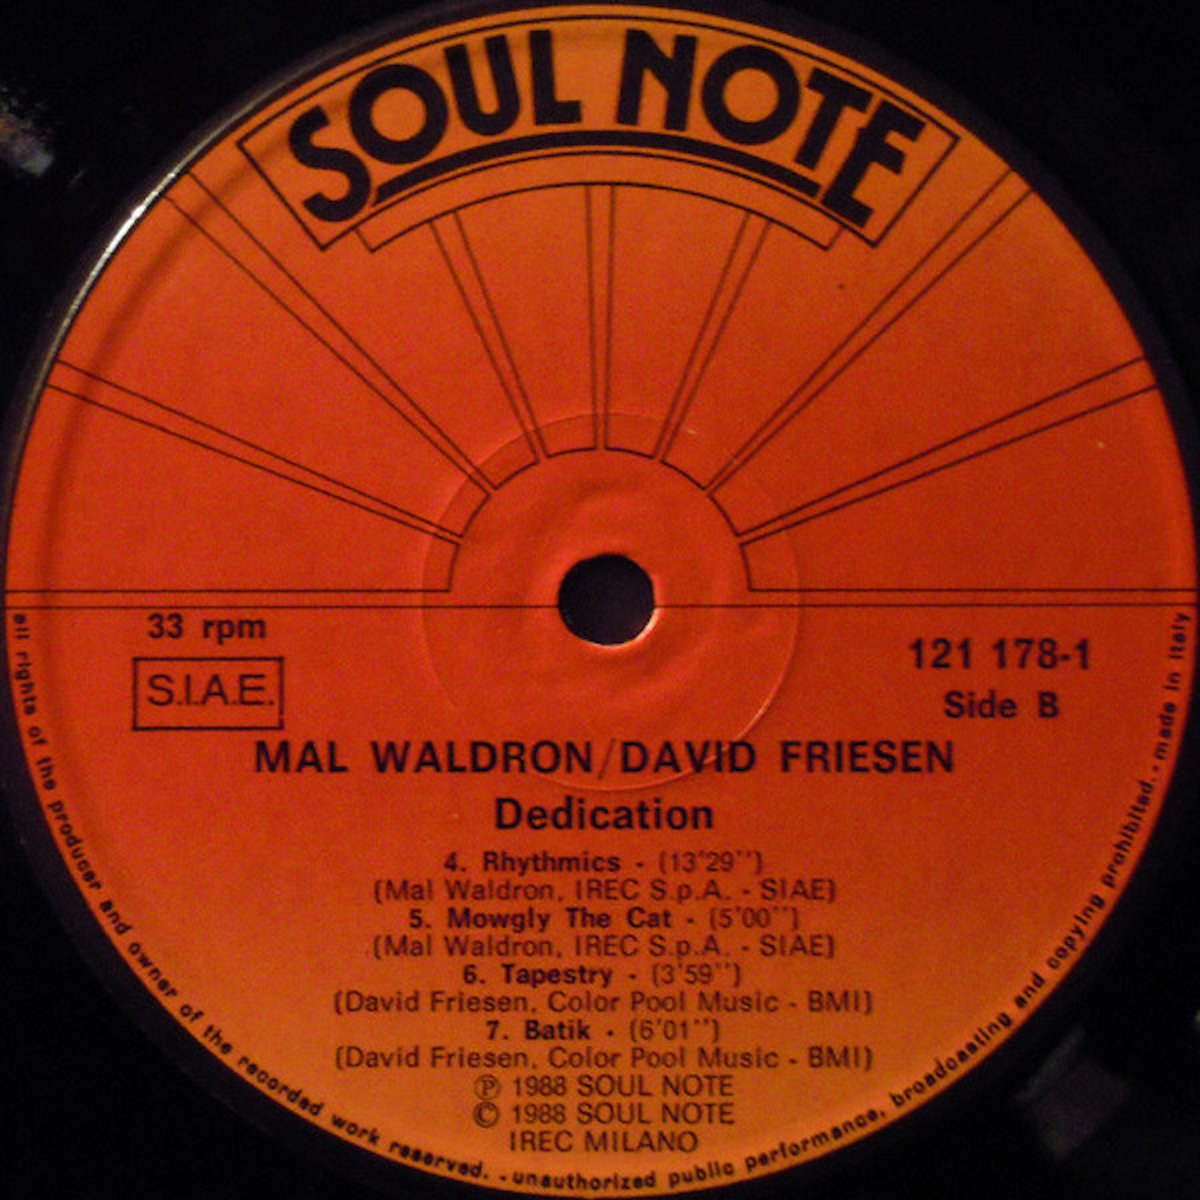 SOUL NOTE
33 rpm
S.I.A.E.
121 178-1
Side B
MAL WALDRON/DAVID FRIESEN
Dedication
4. Rhythmics - (13'29'')
(Mal Waldron, IREC S.p.A. - SIAE)
5. Mowgly The Cat - (5'00'')
(Mal Waldron, IREC S.p.A. - SIAE)
6. Tapestry - (3'59'')
(David Friesen, Color Pool Music - BMI)
7. Batik - (6'01'')
(David Friesen, Color Pool Music - BMI)
℗ 1988 SOUL NOTE
© 1988 SOUL NOTE
IREC MILANO
all rights of the producer and owner of the recorded work reserved. - unauthorized public performance, broadcasting and copying prohibited. - made in Italy